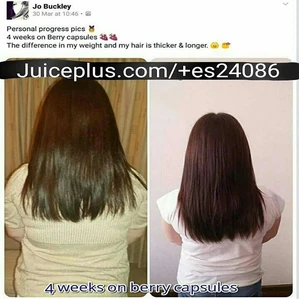 Jo Buckley
30 Mar at 10:46 •
Personal progress pics 🏅
4 weeks on Berry capsules 🍇🍇
The difference in my weight and my hair is thicker & longer.
Juiceplus.com/+es24086
4 weeks on berry capsules